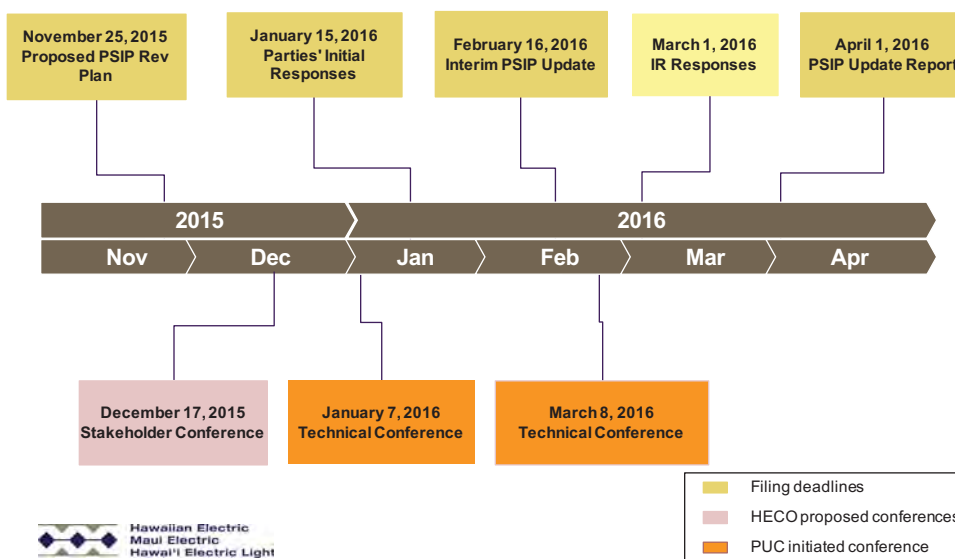 November 25, 2015
Proposed PSIP Rev
Plan
January 15, 2016
Parties' Initial
Responses
February 16, 2016
Interim PSIP Update
March 1, 2016
IR Responses
April 1, 2016
PSIP Update Report
2015
2016
Nov
Dec
Jan
Feb
Mar
Apr
December 17, 2015
Stakeholder Conference
January 7, 2016
Technical Conference
March 8, 2016
Technical Conference
Filing deadlines
HECO proposed conferences
PUC initiated conference
Hawaiian Electric
Maui Electric
Hawai'i Electric Light